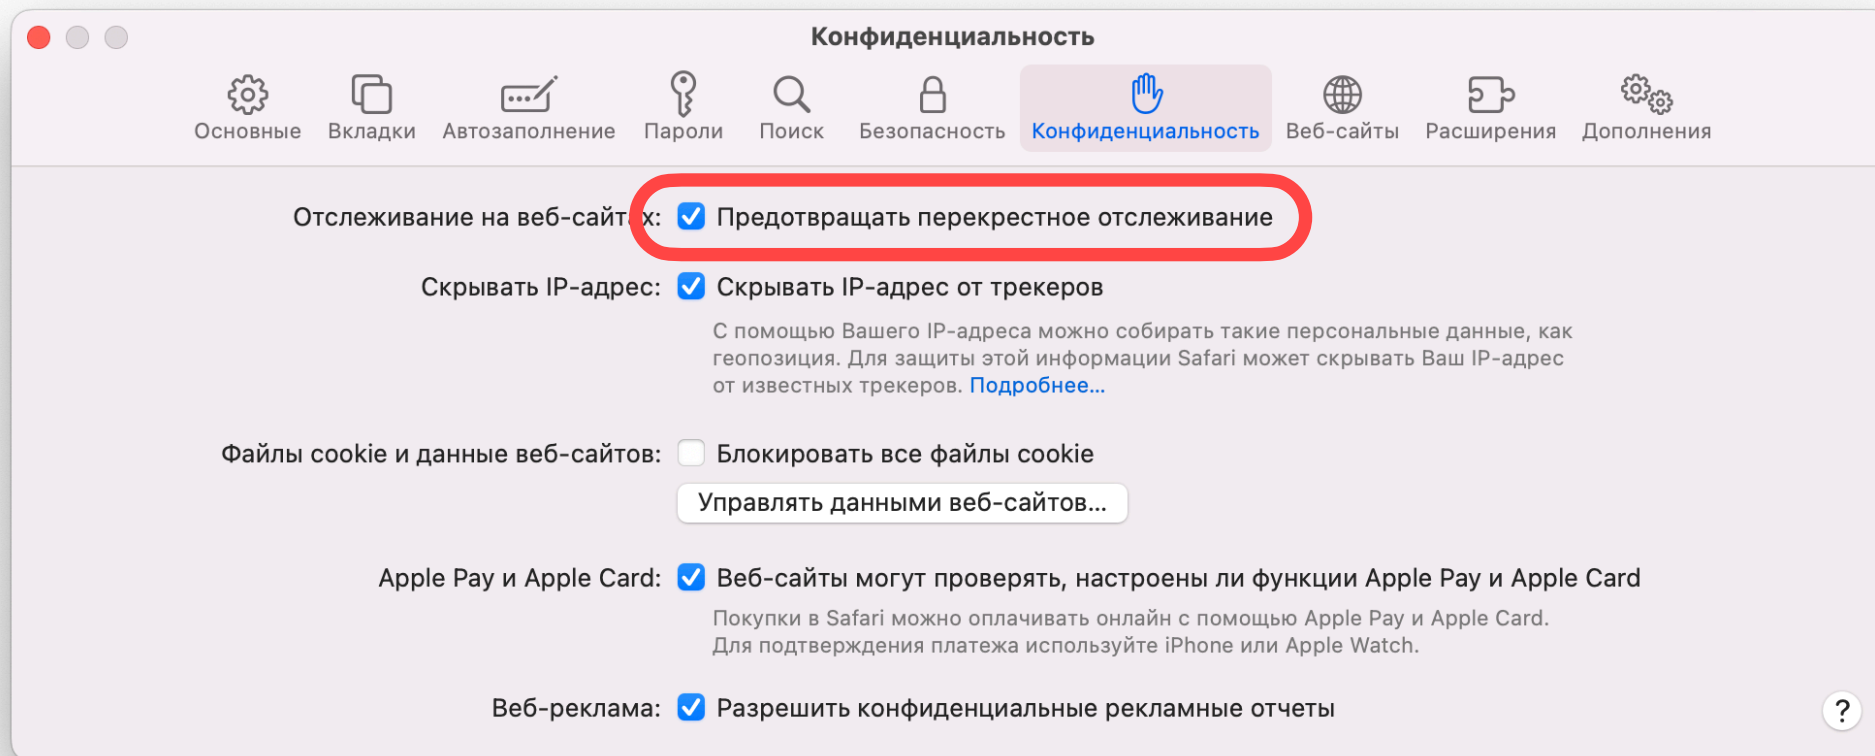 Конфиденциальность
Основные Вкладки Автозаполнение Пароли Поиск Безопасность Конфиденциальность Веб-сайты Расширения Дополнения
Отслеживание на веб-сайтах: Предотвращать перекрестное отслеживание
Скрывать IP-адрес: Скрывать IP-адрес от трекеров
С помощью Вашего IP-адреса можно собирать такие персональные данные, как
геопозиция. Для защиты этой информации Safari может скрывать Ваш IP-адрес
от известных трекеров. Подробнее...
Файлы cookie и данные веб-сайтов: Блокировать все файлы cookie
Управлять данными веб-сайтов...
Apple Pay и Apple Card: Веб-сайты могут проверять, настроены ли функции Apple Pay и Apple Card
Покупки в Safari можно оплачивать онлайн с помощью Apple Pay и Apple Card.
Для подтверждения платежа используйте iPhone или Apple Watch.
Веб-реклама: Разрешить конфиденциальные рекламные отчеты
?